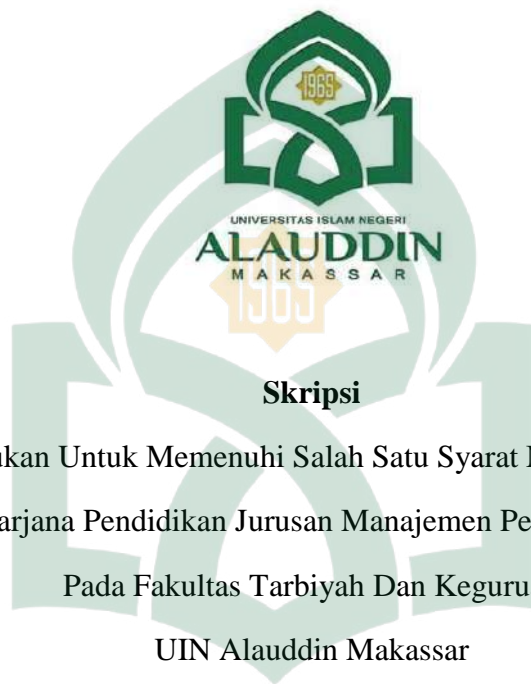 1965
UNIVERSITAS ISLAM NEGERI
ALAUDDIN
MAKASSAR
1965
Skripsi
Untuk Memenuhi Salah Satu Syarat
Pendidikan Jurusan Manajemen
Pada Fakultas Tarbiyah Dan
UIN Alauddin Makassar